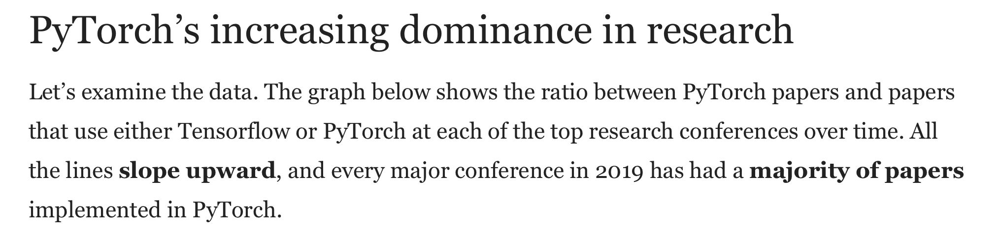 PyTorch’s increasing dominance in research
Let’s examine the data. The graph below shows the ratio between PyTorch papers and papers
that use either Tensorflow or PyTorch at each of the top research conferences over time. All
the lines slope upward, and every major conference in 2019 has had a majority of papers
implemented in PyTorch.